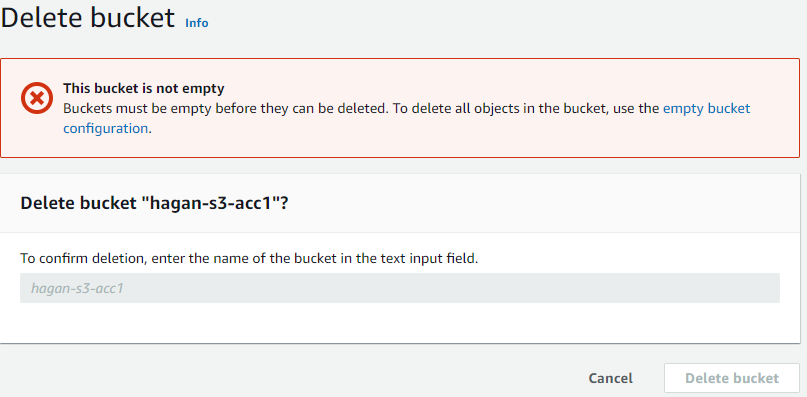 Delete bucket Info
This bucket is not empty
Buckets must be empty before they can be deleted. To delete all objects in the bucket, use the empty bucket
configuration.
Delete bucket "hagan-s3-acc1"?
To confirm deletion, enter the name of the bucket in the text input field.
hagan-s3-acc1
Cancel Delete bucket